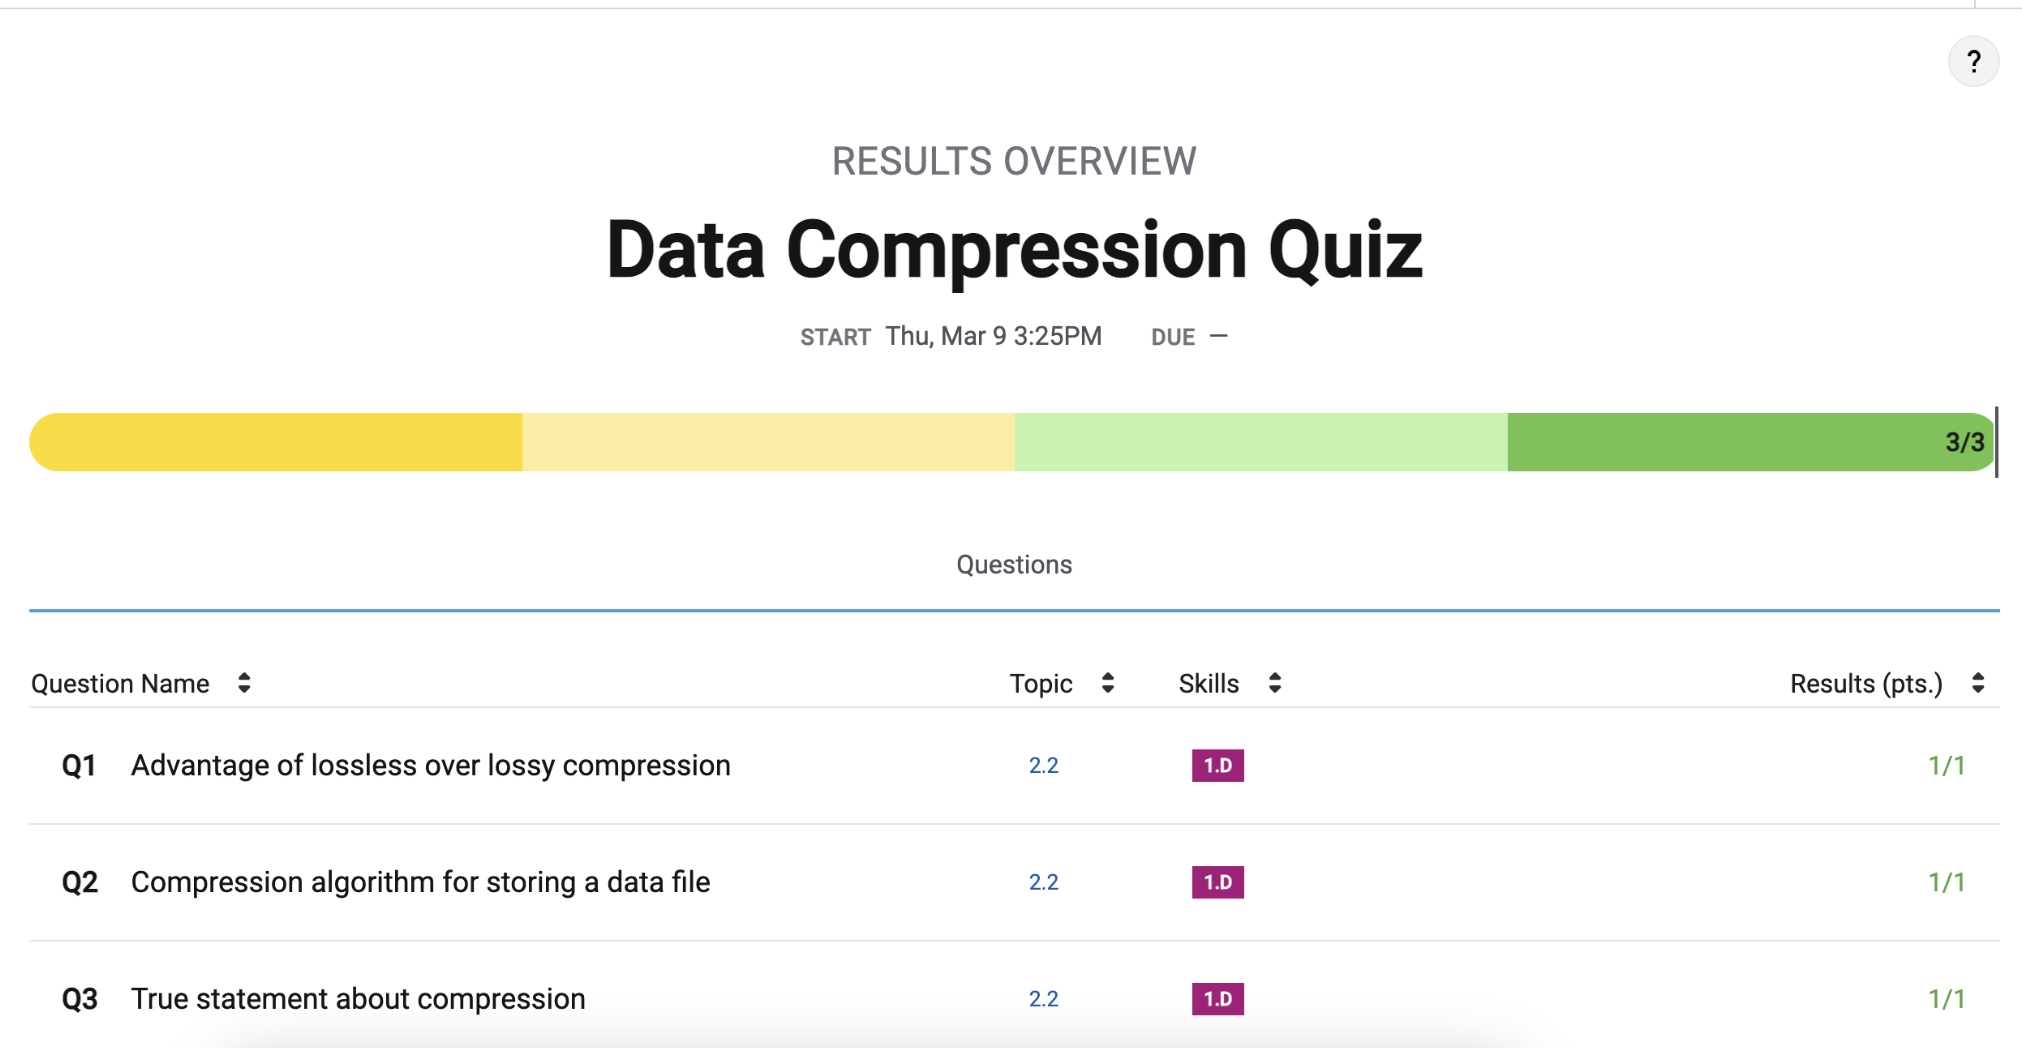 ?
RESULTS OVERVIEW
Data Compression Quiz
START Thu, Mar 9 3:25PM DUE —
3/3
Questions
Question Name Topic Skills Results (pts.)
Q1 Advantage of lossless over lossy compression 2.2 1.D 1/1
Q2 Compression algorithm for storing a data file 2.2 1.D 1/1
Q3 True statement about compression 2.2 1.D 1/1